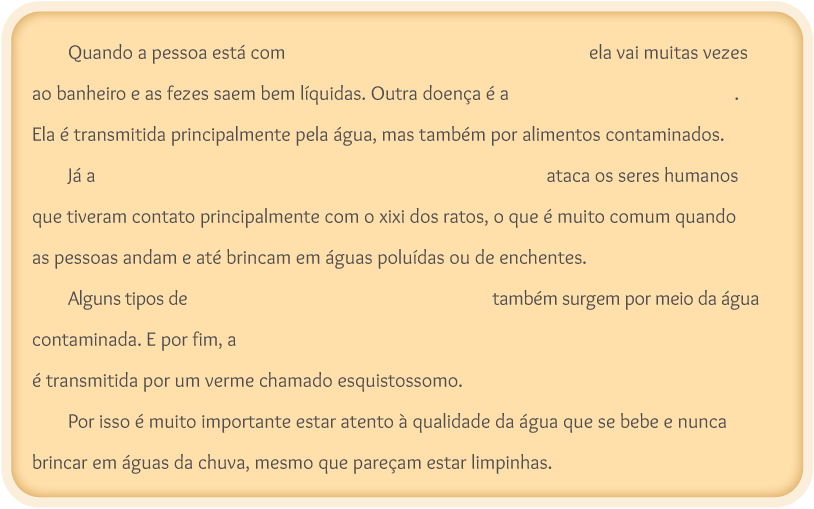 Quando a pessoa está com ela vai muitas vezes
ao banheiro e as fezes saem bem líquidas. Outra doença é a .
Ela é transmitida principalmente pela água, mas também por alimentos contaminados.
Já a ataca os seres humanos
que tiveram contato principalmente com o xixi dos ratos, o que é muito comum quando
as pessoas andam e até brincam em águas poluídas ou de enchentes.
Alguns tipos de também surgem por meio da água
contaminada. E por fim, a
é transmitida por um verme chamado esquistossomo.
Por isso é muito importante estar atento à qualidade da água que se bebe e nunca
brincar em águas da chuva, mesmo que pareçam estar limpinhas.